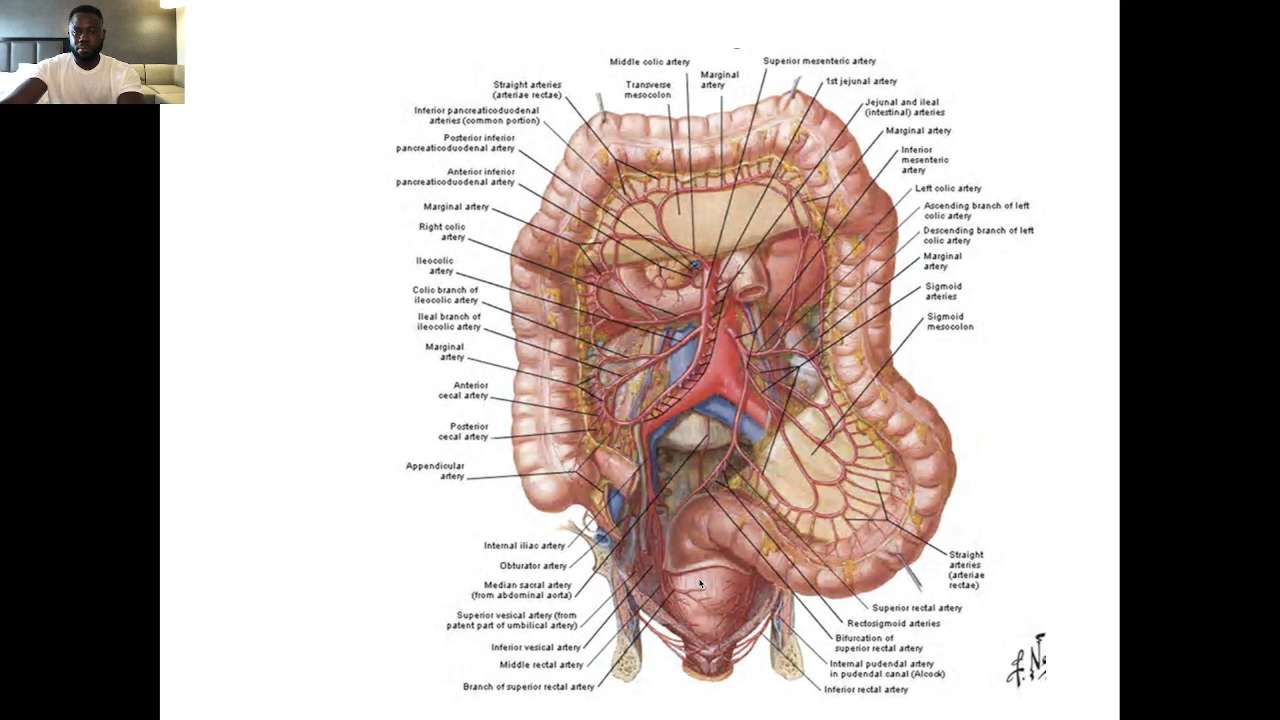 Middle colic artery
Superior mesenteric artery
Marginal
artery
1st jejunal artery
Straight arteries
(arteriae rectae)
Transverse
mesocolon
Jejunal and ileal
(intestinal) arteries
Inferior pancreaticoduodenal
arteries (common portion)
Marginal artery
Posterior inferior
pancreaticoduodenal artery
Inferior
mesenteric
artery
Anterior inferior
pancreaticoduodenal artery
Left colic artery
Marginal artery
Ascending branch of left
colic artery
Right colic
artery
Descending branch of left
colic artery
Ileocolic
artery
Marginal
artery
Colic branch of
ileocolic artery
Sigmoid
arteries
Ileal branch of
ileocolic artery
Sigmoid
mesocolon
Marginal
artery
Anterior
cecal artery
Posterior
cecal artery
Appendicular
artery
Internal iliac artery
Obturator artery
Median sacral artery
(from abdominal aorta)
Superior vesical artery (from
patent part of umbilical artery)
Inferior vesical artery
Middle rectal artery
Branch of superior rectal artery
Straight
arteries
(arteriae
rectae)
Superior rectal artery
Rectosigmoid arteries
Bifurcation of
superior rectal artery
Internal pudendal artery
in pudendal canal (Alcock)
Inferior rectal artery